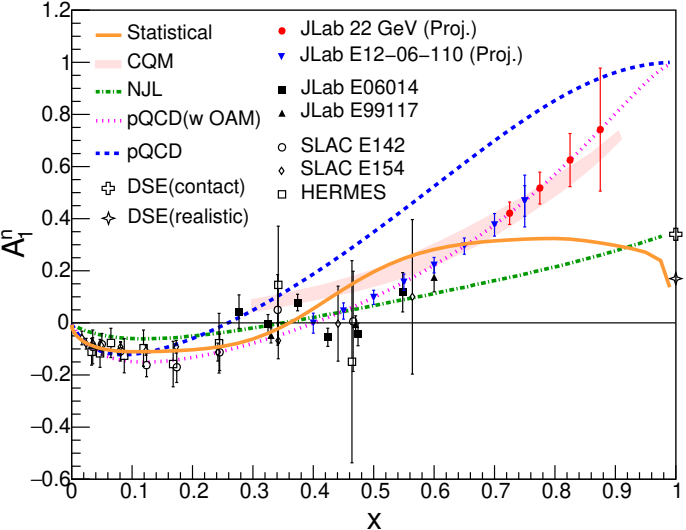 1.2
1
0.8
0.6
0.4
0.2
0
−0.2
−0.4
−0.6
A₁ⁿ
Statistical
CQM
NJL
pQCD(w OAM)
pQCD
DSE(contact)
DSE(realistic)
JLab 22 GeV (Proj.)
JLab E12−06−110 (Proj.)
JLab E06014
JLab E99117
SLAC E142
SLAC E154
HERMES
0 0.1 0.2 0.3 0.4 0.5 0.6 0.7 0.8 0.9 1
x